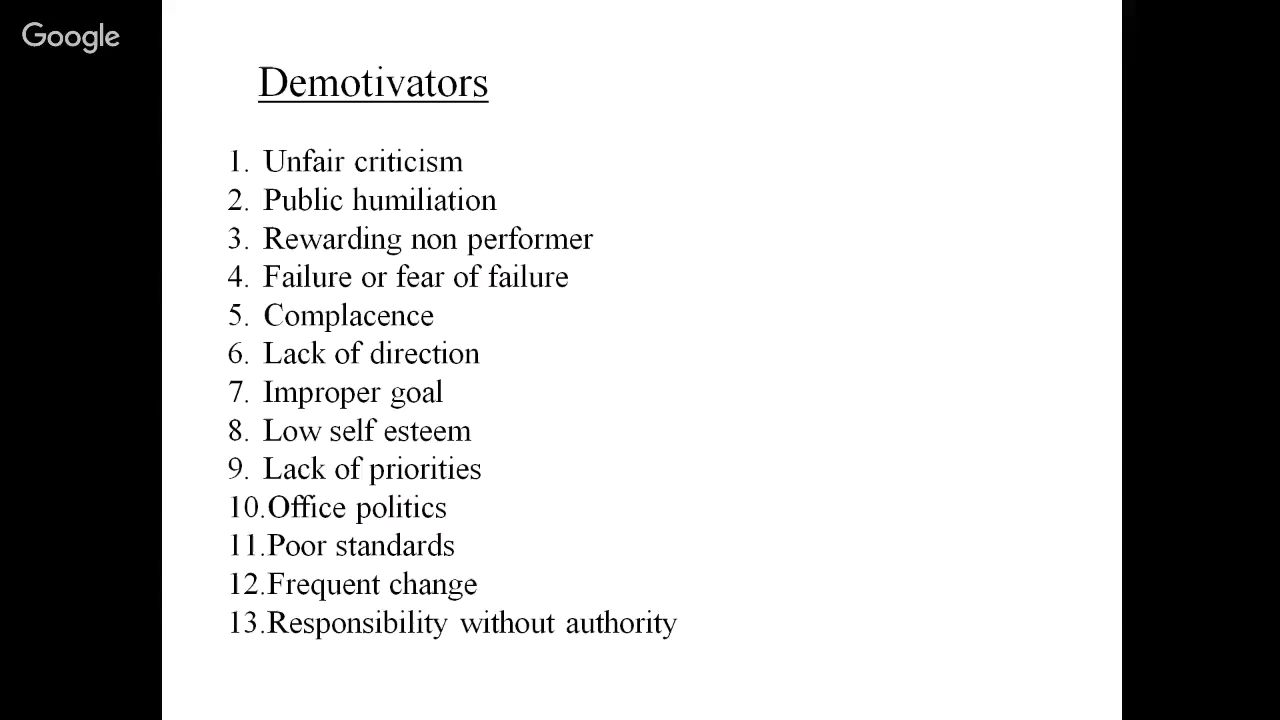 Google
Demotivators
1. Unfair criticism
2. Public humiliation
3. Rewarding non performer
4. Failure or fear of failure
5. Complacence
6. Lack of direction
7. Improper goal
8. Low self esteem
9. Lack of priorities
10.Office politics
11.Poor standards
12.Frequent change
13.Responsibility without authority